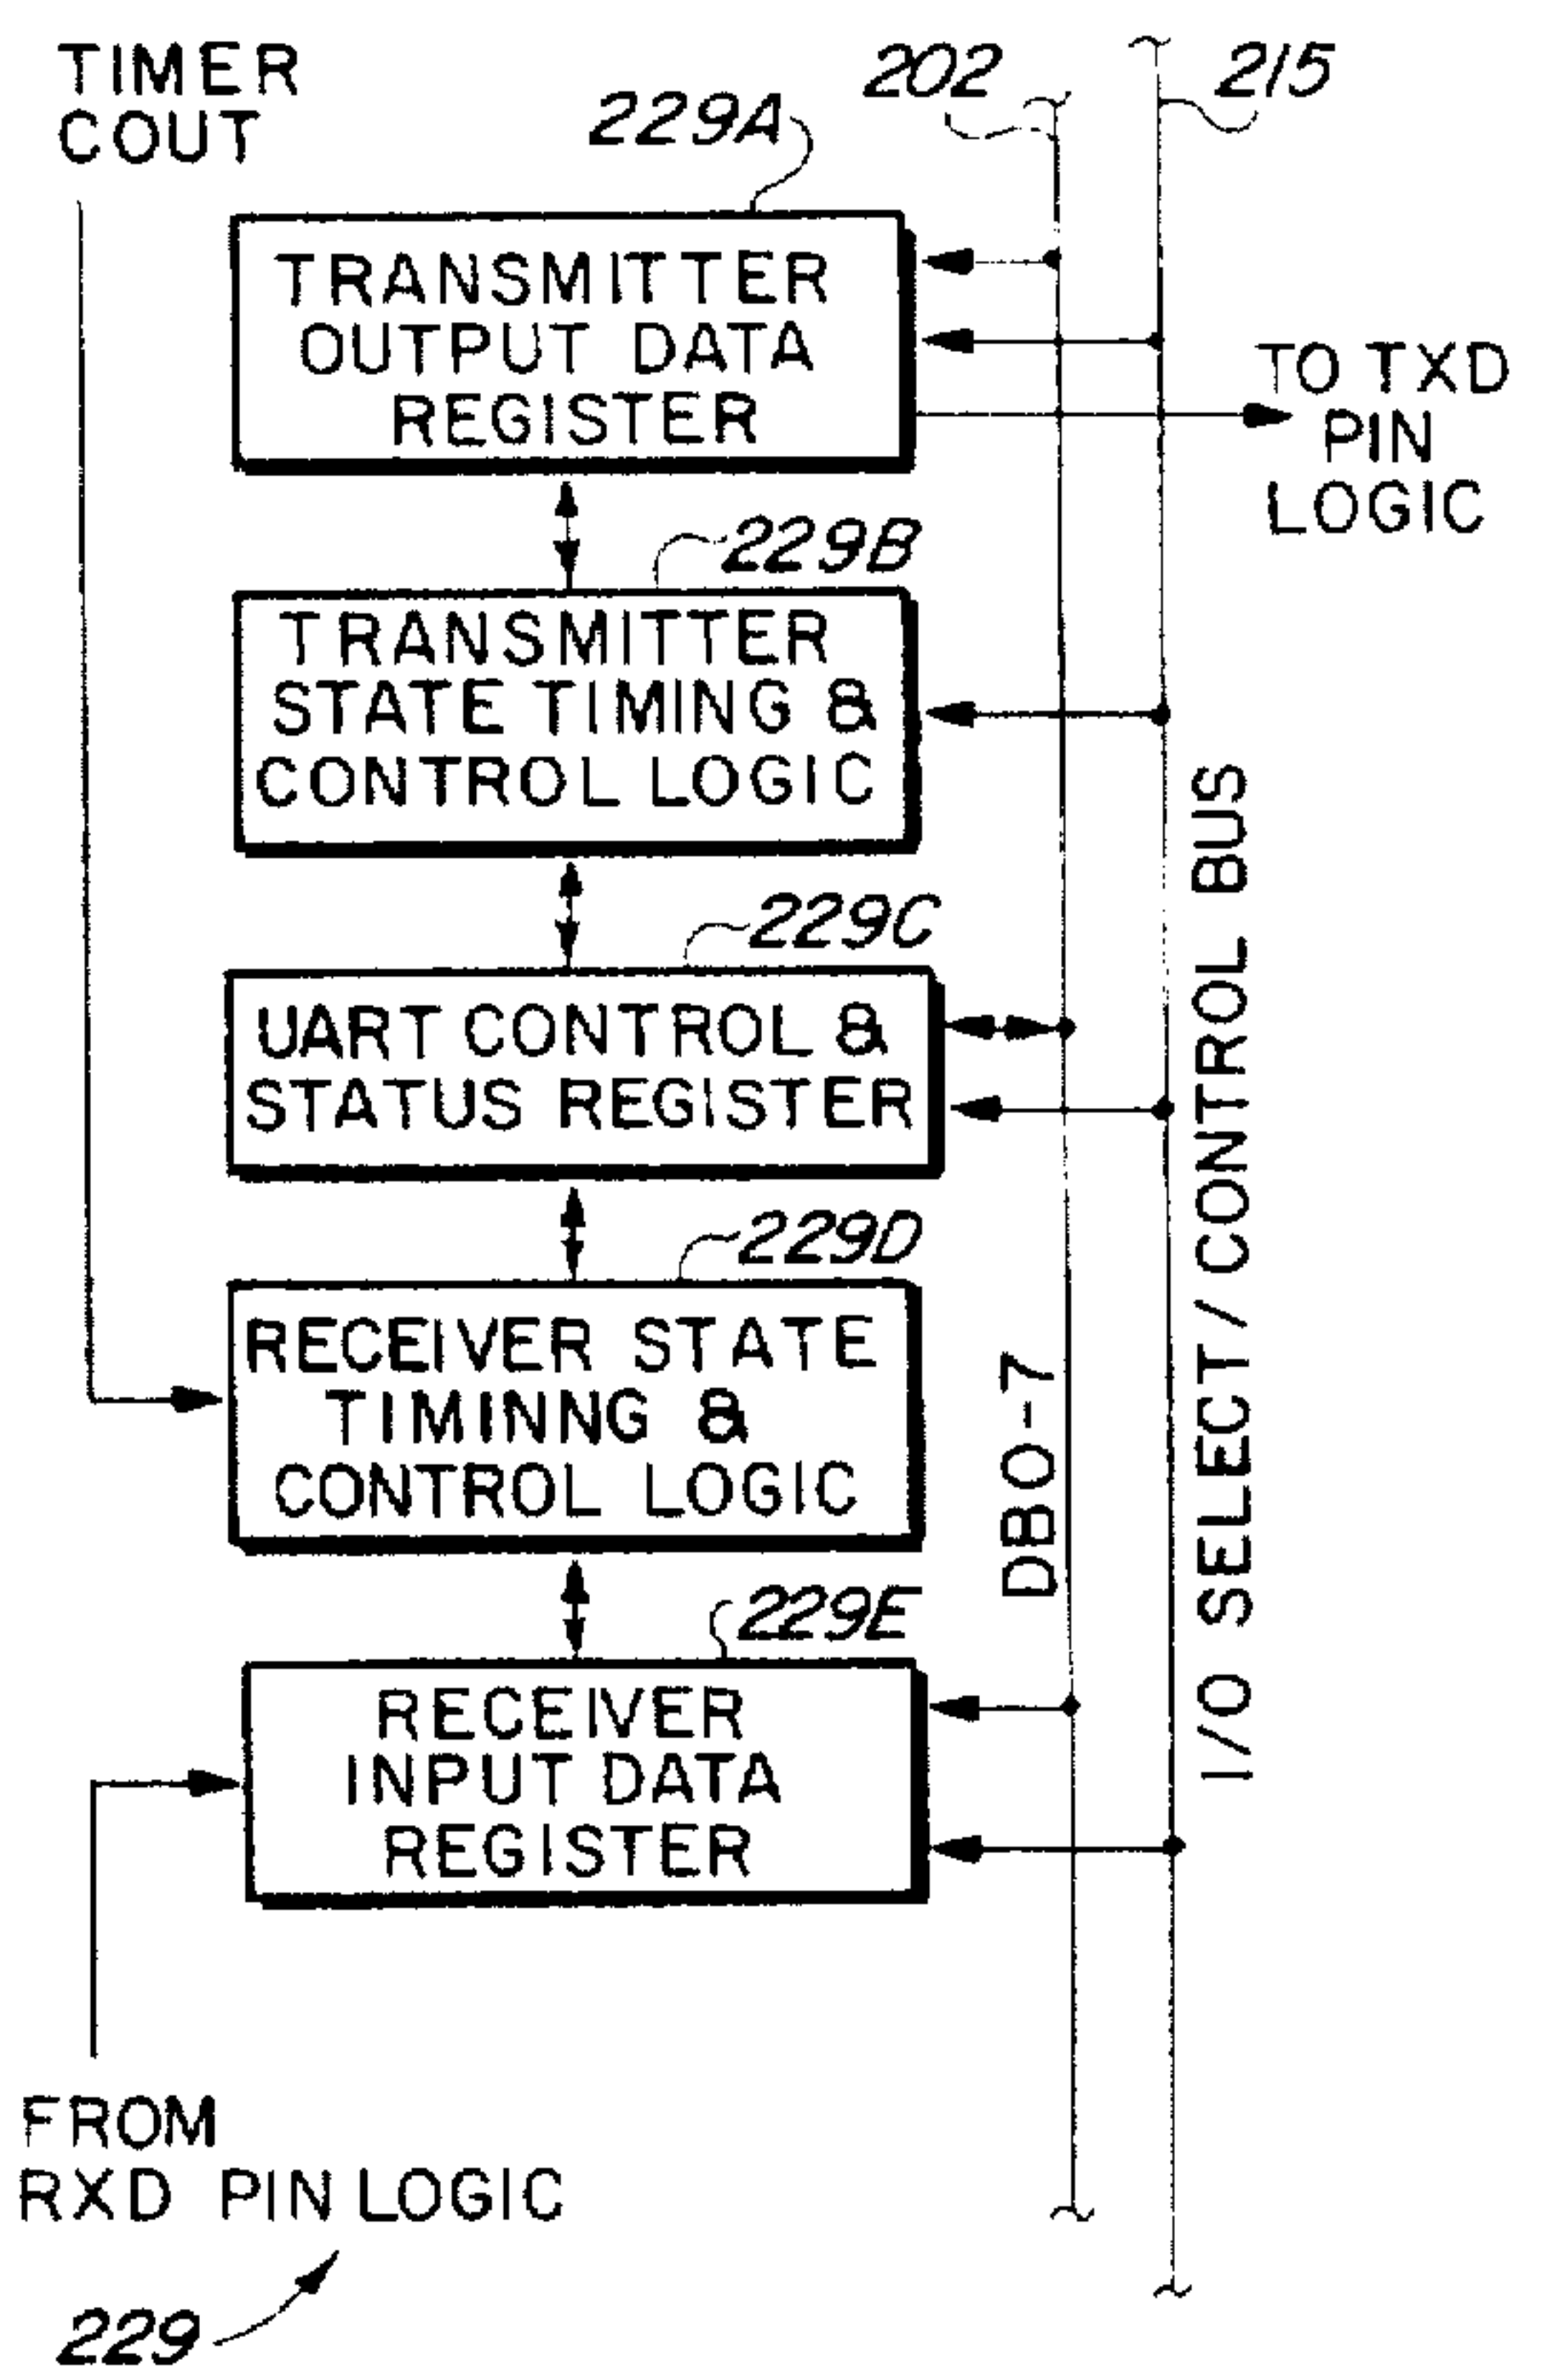 TIMER
COUT
202
215
229A
TRANSMITTER
OUTPUT DATA
REGISTER
TO TXD
PIN
LOGIC
229B
TRANSMITTER
STATE TIMING &
CONTROL LOGIC
229C
UART CONTROL &
STATUS REGISTER
229D
RECEIVER STATE
TIMINNG &
CONTROL LOGIC
DB0-7
I/O SELECT/CONTROL BUS
229E
RECEIVER
INPUT DATA
REGISTER
FROM
RXD PIN LOGIC
229